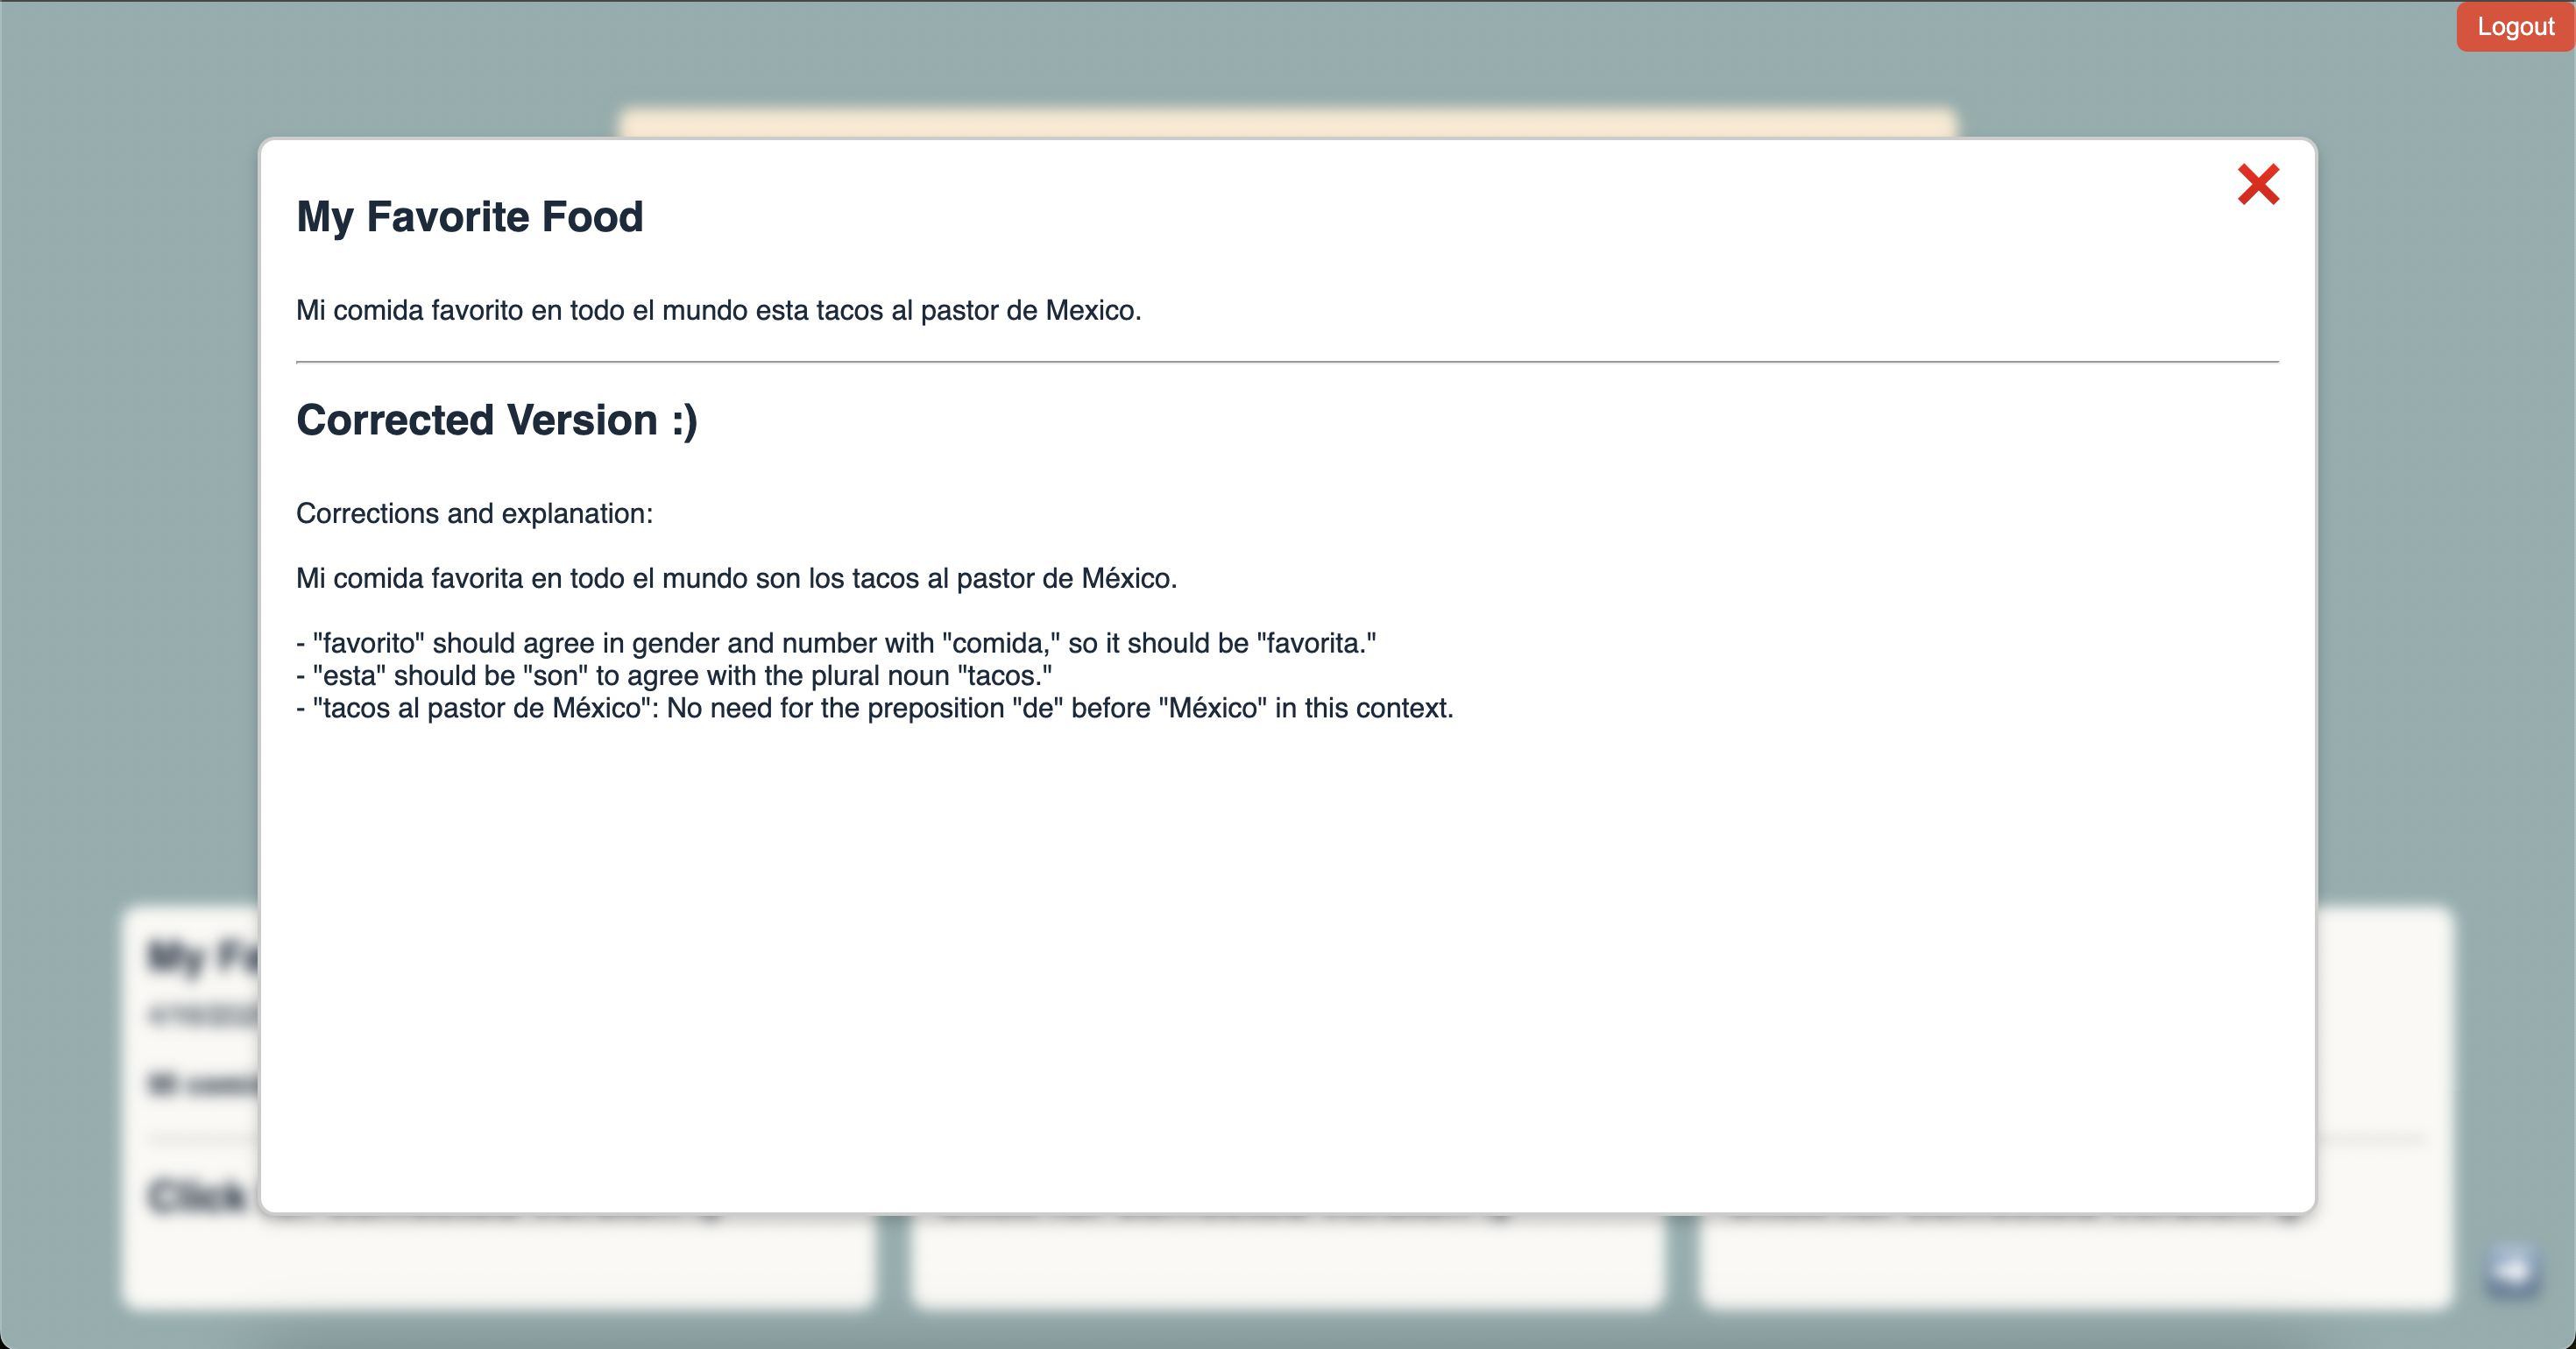 Logout
My Favorite Food
Mi comida favorito en todo el mundo esta tacos al pastor de Mexico.
Corrected Version :)
Corrections and explanation:
Mi comida favorita en todo el mundo son los tacos al pastor de México.
- "favorito" should agree in gender and number with "comida," so it should be "favorita."
- "esta" should be "son" to agree with the plural noun "tacos."
- "tacos al pastor de México": No need for the preposition "de" before "México" in this context.
My
Mi
Click